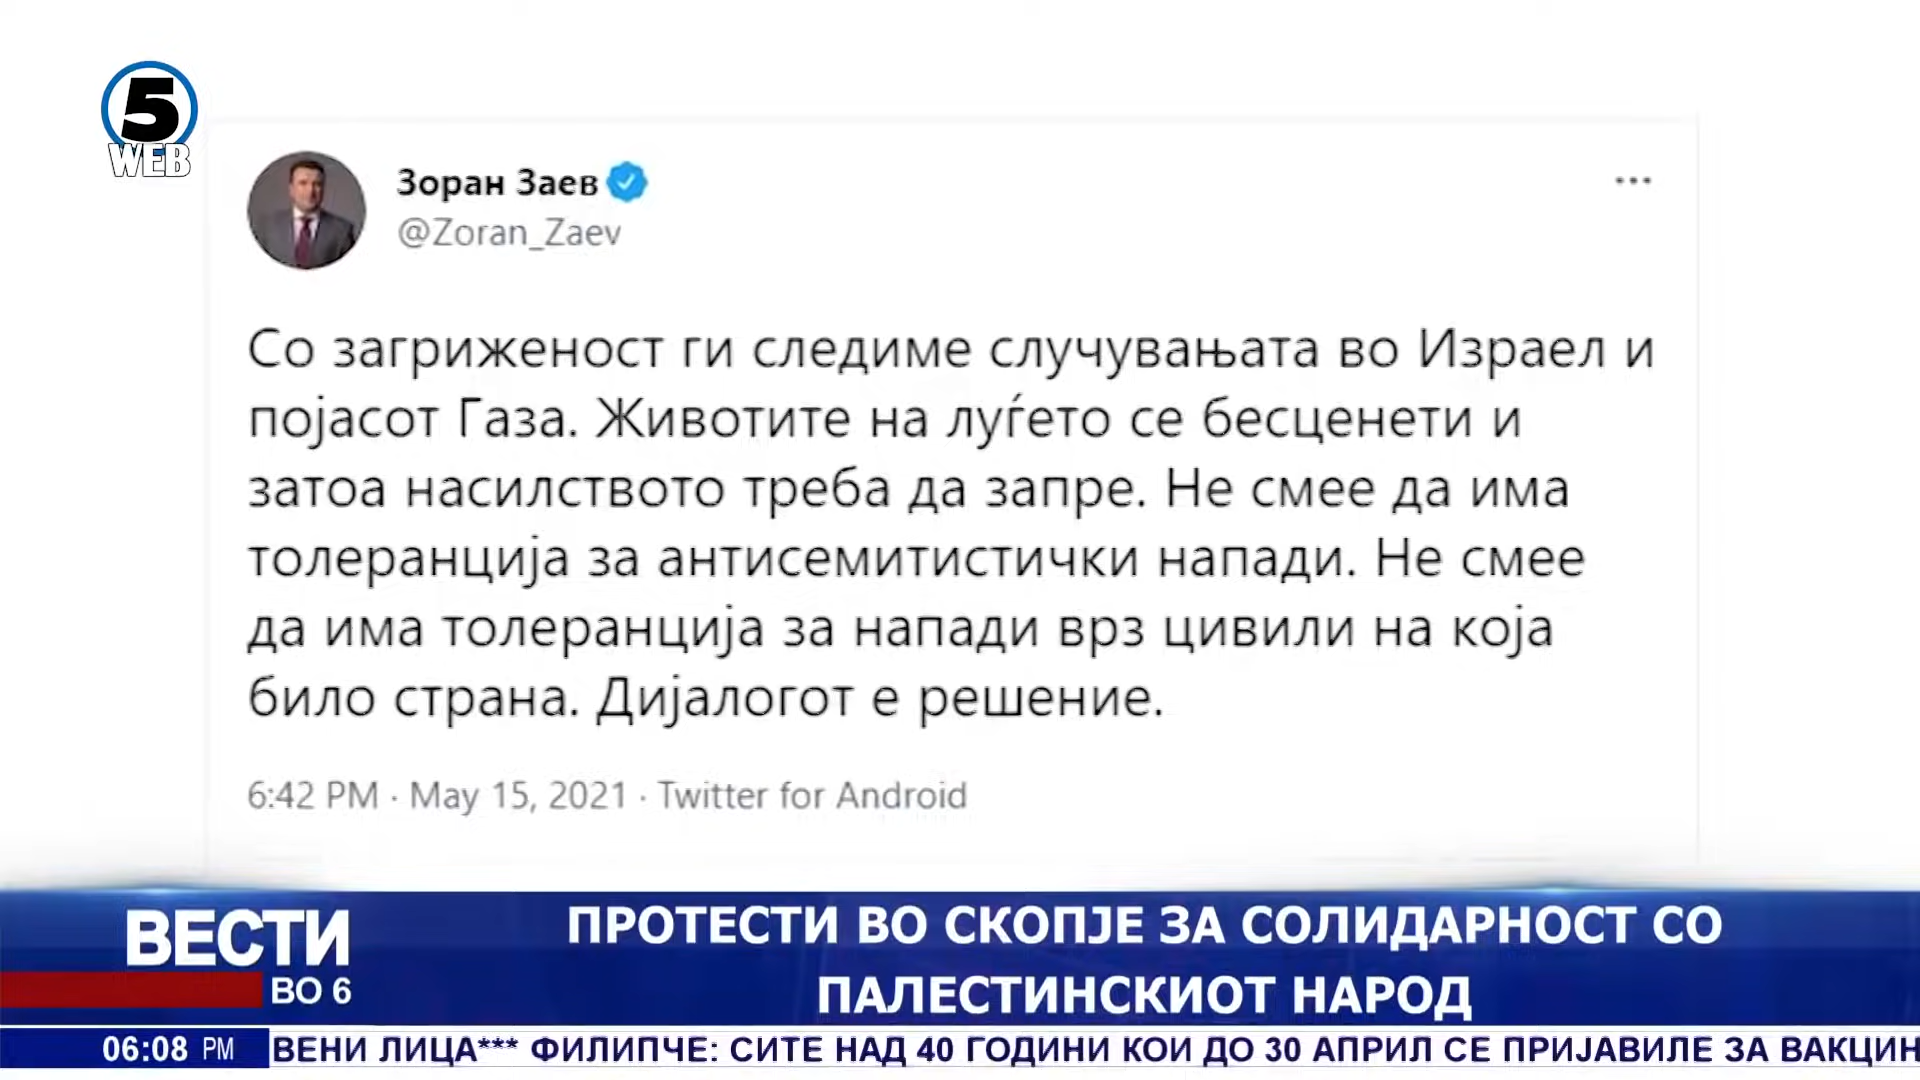 5
WEB
Зоран Заев
@Zoran_Zaev
Со загриженост ги следиме случувањата во Израел и
појасот Газа. Животите на луѓето се бесценети и
затоа насилството треба да запре. Не смее да има
толеранција за антисемитистички напади. Не смее
да има толеранција за напади врз цивили на која
било страна. Дијалогот е решение.
6:42 PM · May 15, 2021 · Twitter for Android
ВЕСТИ
ВО 6
ПРОТЕСТИ ВО СКОПЈЕ ЗА СОЛИДАРНОСТ СО
ПАЛЕСТИНСКИОТ НАРОД
06:08 PM
ВЕНИ ЛИЦА*** ФИЛИПЧЕ: СИТЕ НАД 40 ГОДИНИ КОИ ДО 30 АПРИЛ СЕ ПРИЈАВИЛЕ ЗА ВАКЦИН